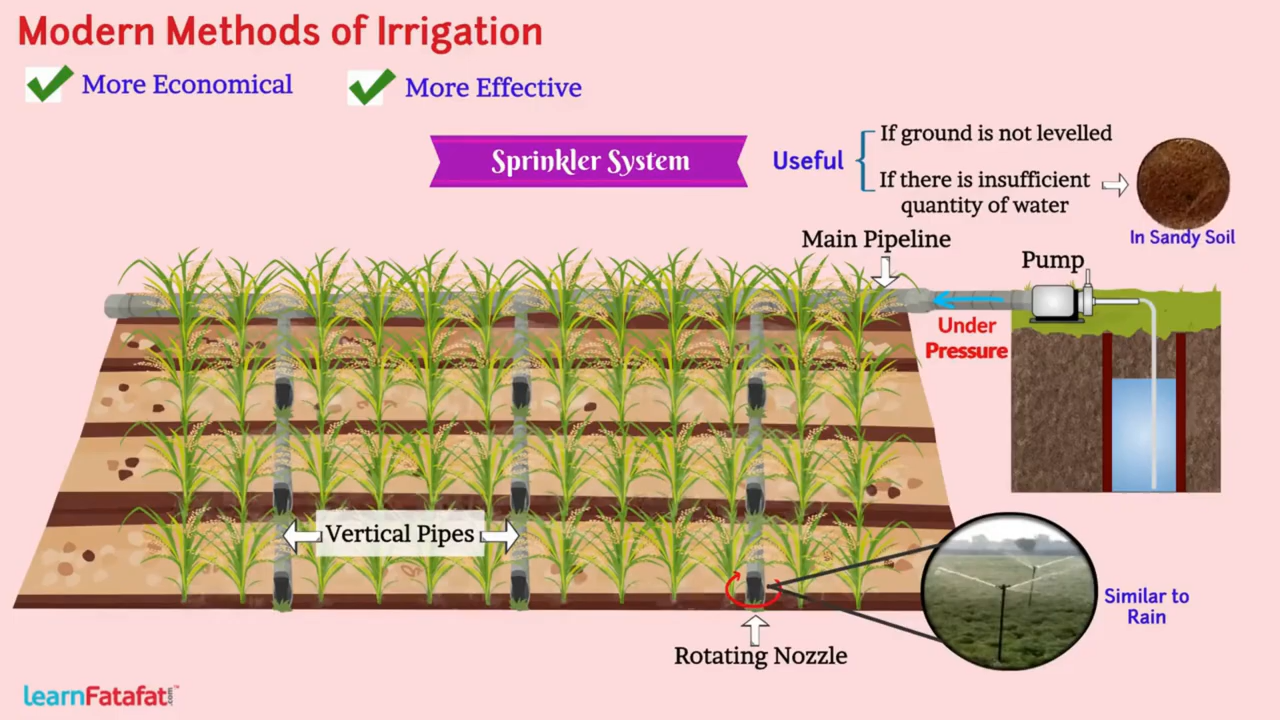 Modern Methods of Irrigation
More Economical
More Effective
Sprinkler System
Useful
If ground is not levelled
If there is insufficient
quantity of water
In Sandy Soil
Main Pipeline
Pump
Under
Pressure
Vertical Pipes
Similar to
Rain
Rotating Nozzle
learnFatafat.com™